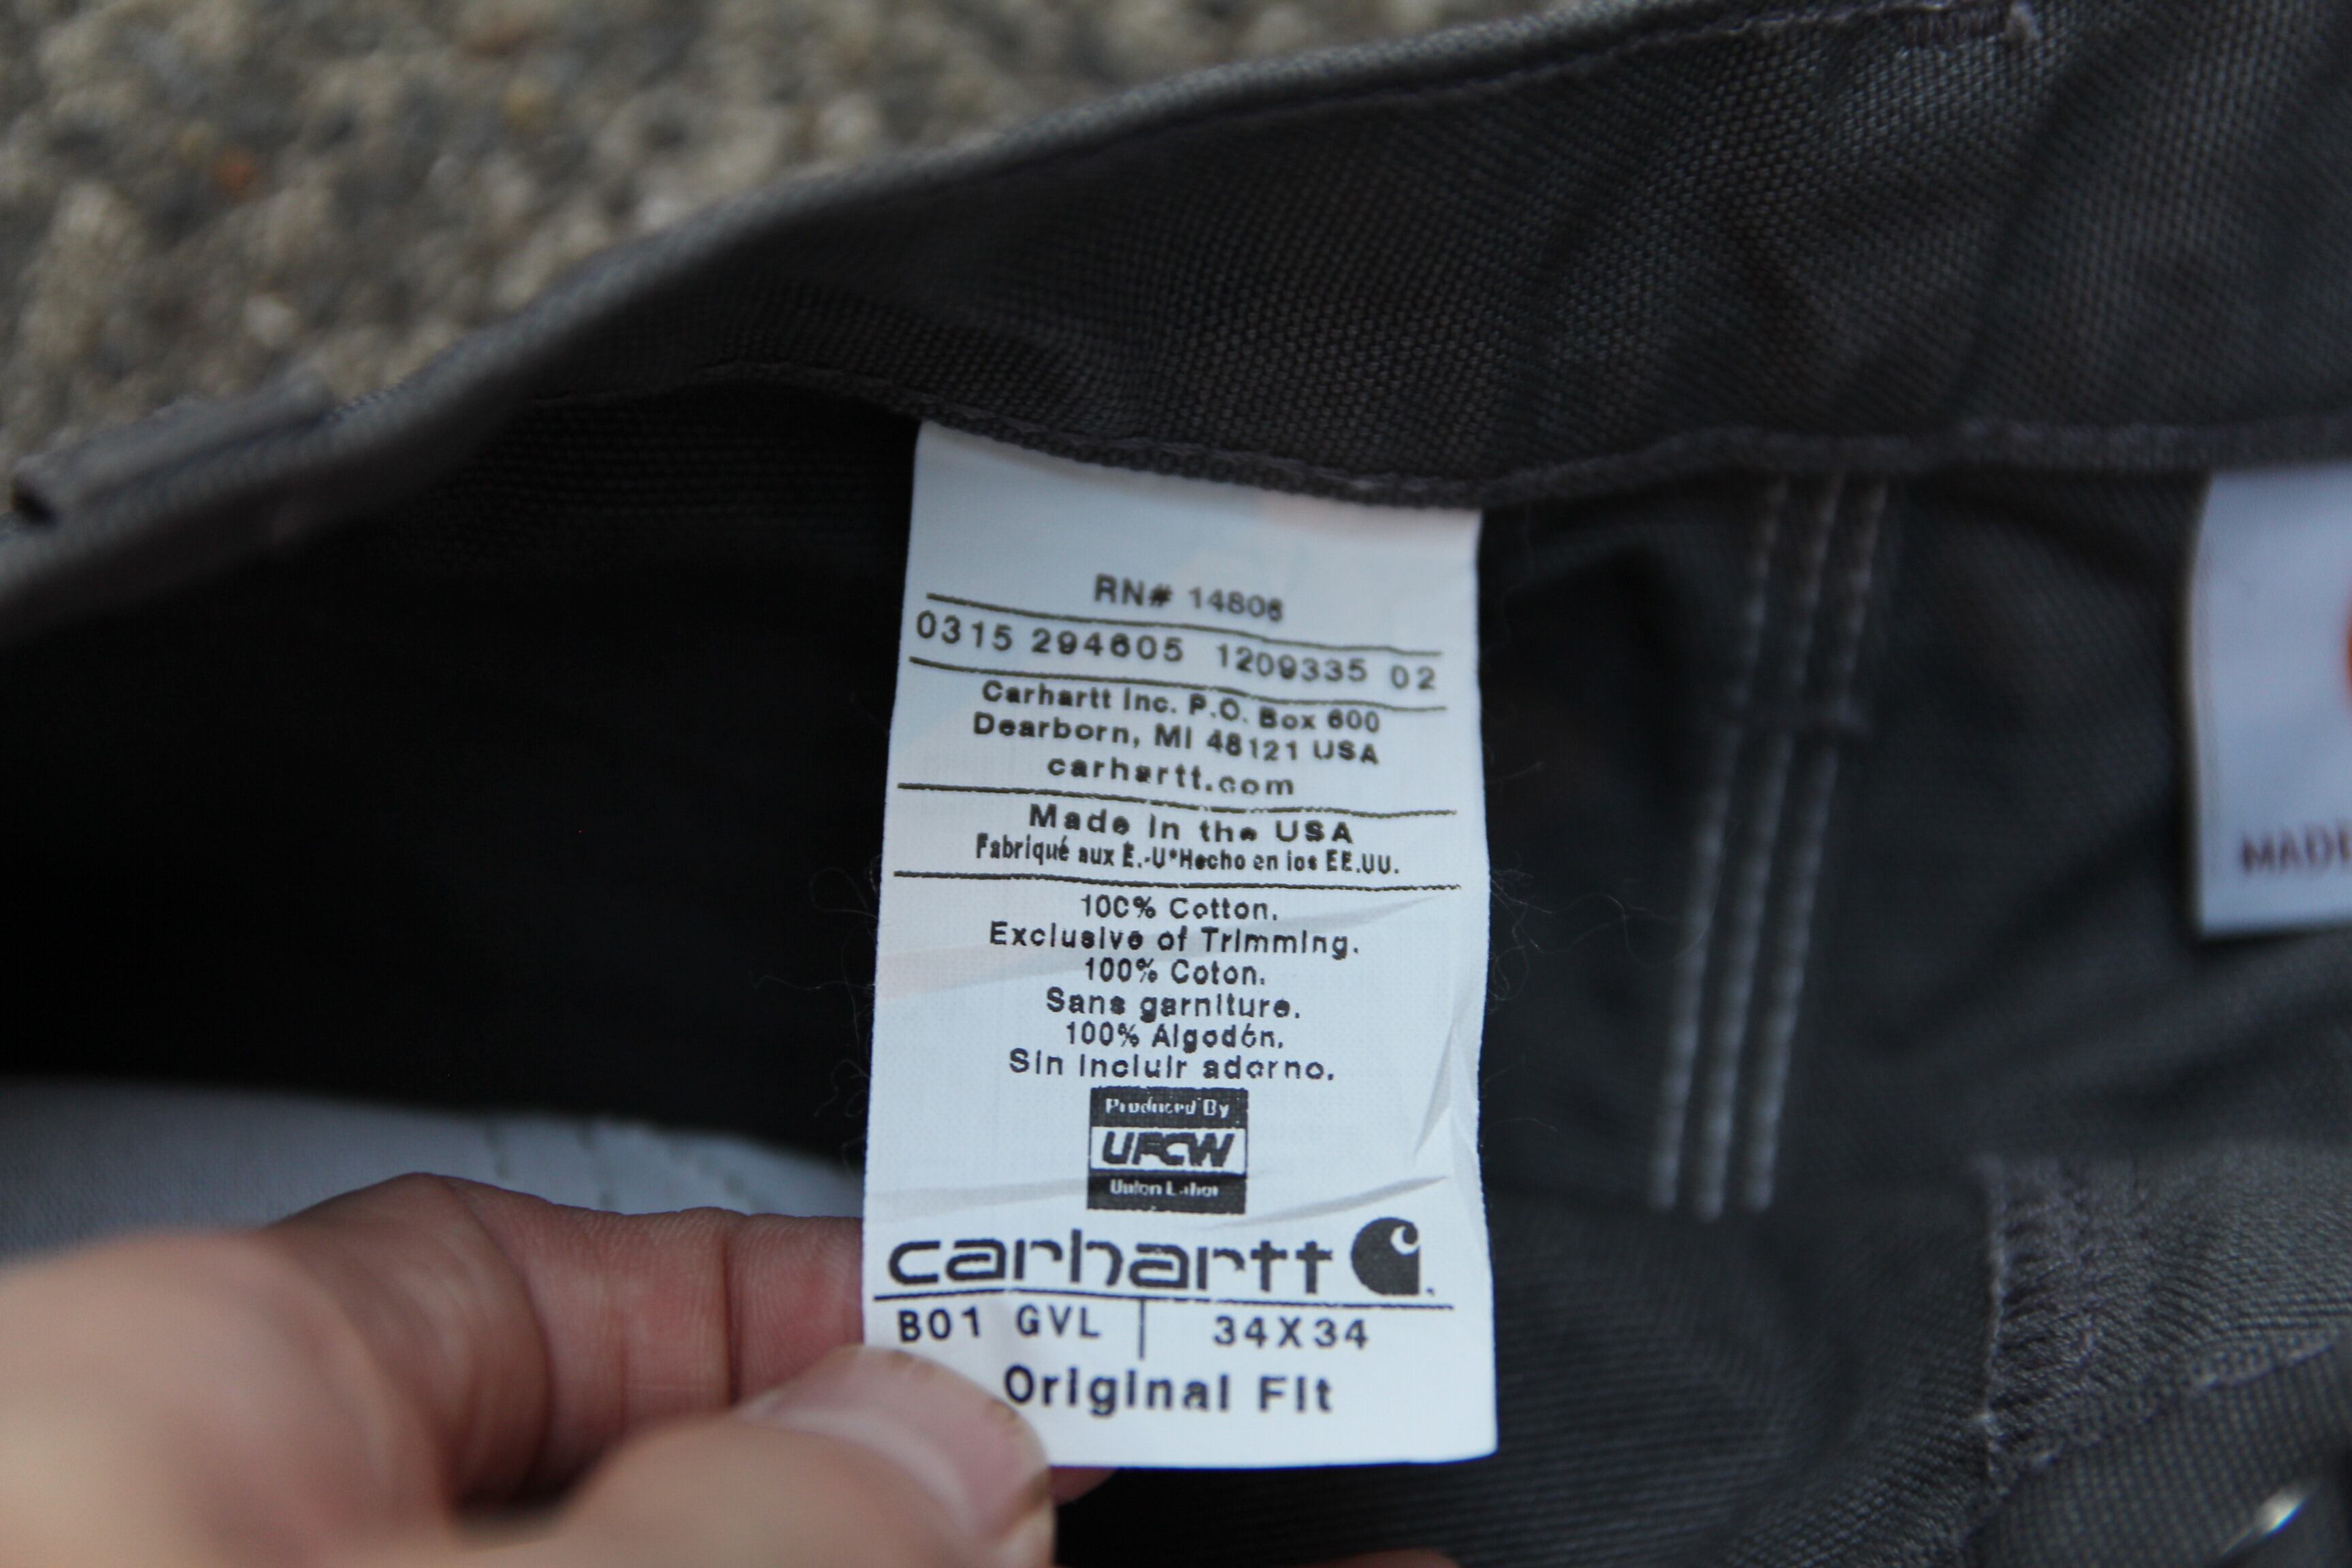 RN# 14806
0315 294605 1209335 02
Carhartt Inc. P.O. Box 600
Dearborn, MI 48121 USA
carhartt.com
Made in the USA
Fabriqué aux É.-U*Hecho en los EE.UU.
100% Cotton.
Exclusive of Trimming.
100% Coton.
Sans garniture.
100% Algodón.
Sin incluir adorno.
Produced By
UFCW
Union Labor
carhartt
B01 GVL 34X34
Original Fit